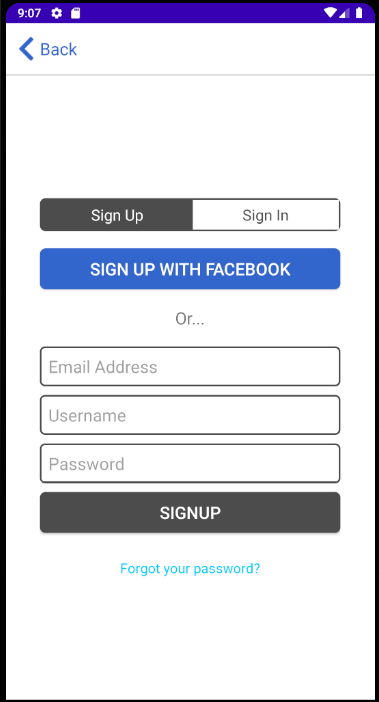 9:07
Back
Sign Up Sign In
SIGN UP WITH FACEBOOK
Or...
Email Address
Username
Password
SIGNUP
Forgot your password?